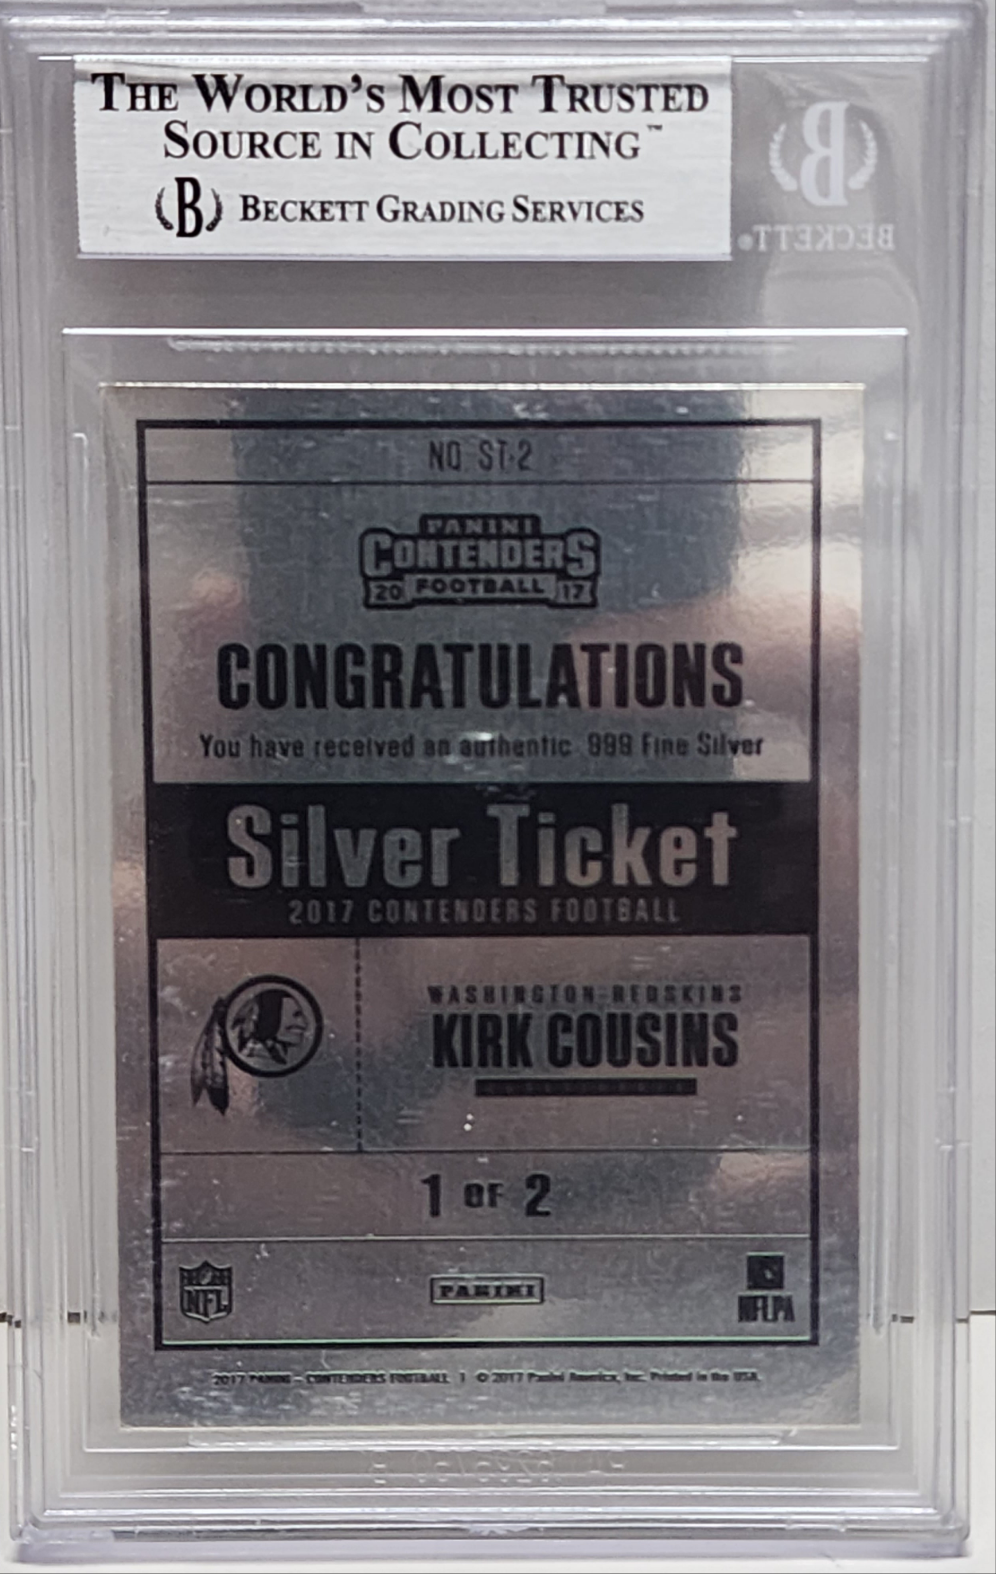 THE WORLD'S MOST TRUSTED
SOURCE IN COLLECTING™
B BECKETT GRADING SERVICES
B
BECKETT®
NO. ST-2
PANINI
CONTENDERS
20 FOOTBALL 17
CONGRATULATIONS
You have received an authentic .999 Fine Silver
Silver Ticket
2017 CONTENDERS FOOTBALL
WASHINGTON REDSKINS
KIRK COUSINS
1 OF 2
NFL
PANINI
NFLPA
2017 PANINI – CONTENDERS FOOTBALL 1 © 2017 Panini America, Inc. Printed in the USA.